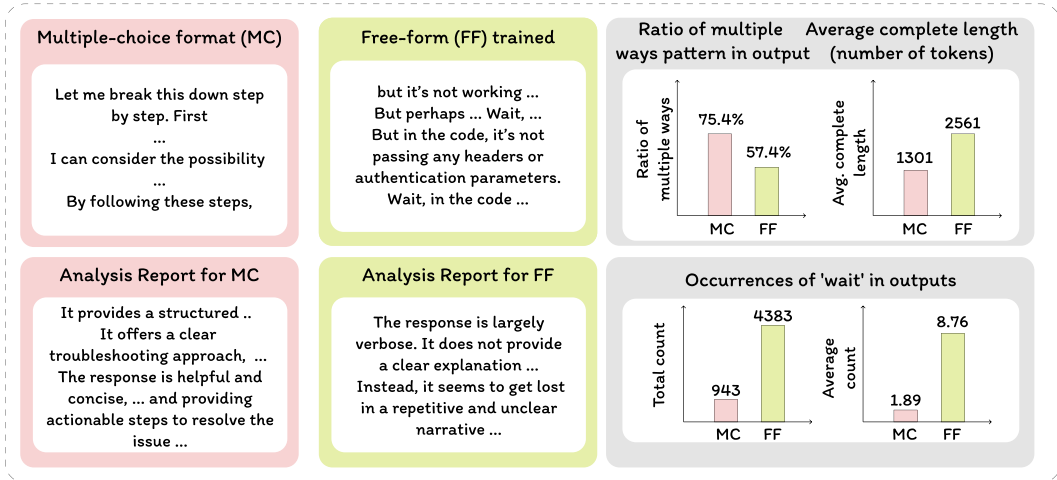 Multiple-choice format (MC)
Let me break this down step
by step. First
...
I can consider the possibility
...
By following these steps,
Free-form (FF) trained
but it's not working ...
But perhaps ... Wait, ...
But in the code, it's not
passing any headers or
authentication parameters.
Wait, in the code ...
Ratio of multiple
ways pattern in output
Ratio of
multiple ways
75.4%
57.4%
MC
FF
Average complete length
(number of tokens)
Avg. complete
length
1301
2561
MC
FF
Analysis Report for MC
It provides a structured ..
It offers a clear
troubleshooting approach, ...
The response is helpful and
concise, ... and providing
actionable steps to resolve the
issue ...
Analysis Report for FF
The response is largely
verbose. It does not provide
a clear explanation ...
Instead, it seems to get lost
in a repetitive and unclear
narrative ...
Occurrences of 'wait' in outputs
Total count
943
4383
MC
FF
Average
count
1.89
8.76
MC
FF